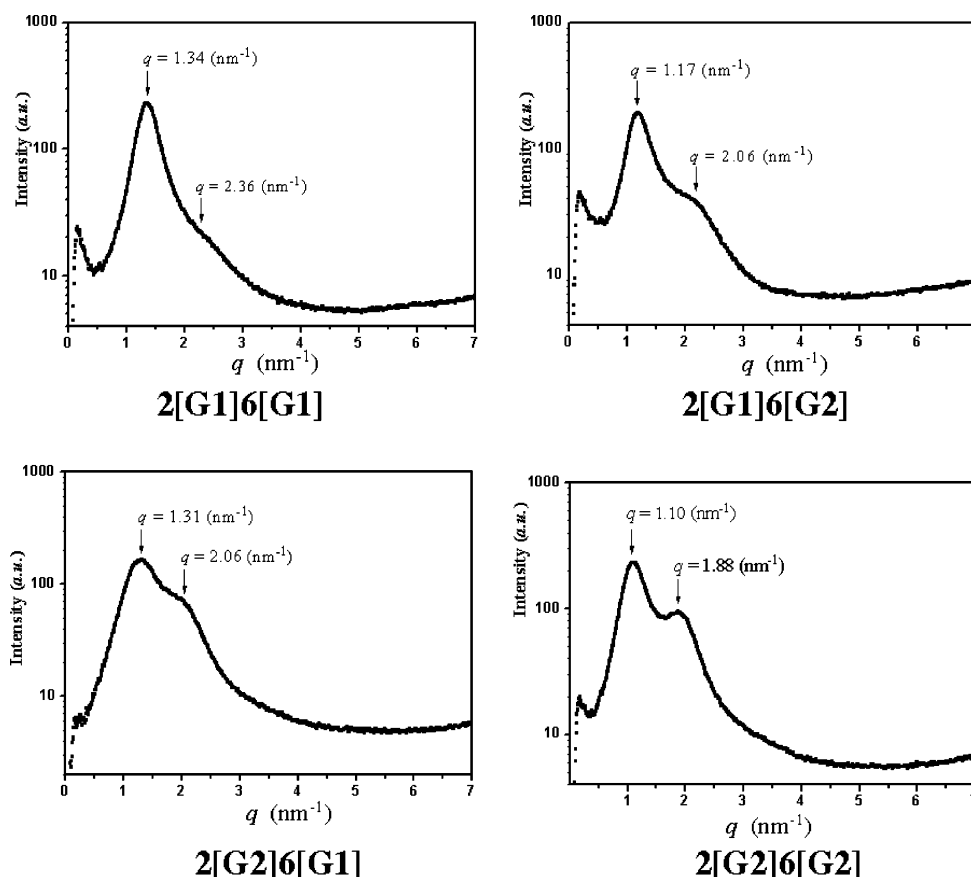 1000
100
10
Intensity (a.u.)
q = 1.34 (nm⁻¹)
q = 2.36 (nm⁻¹)
0 1 2 3 4 5 6 7
q (nm⁻¹)
2[G1]6[G1]
1000
100
10
Intensity (a.u.)
q = 1.17 (nm⁻¹)
q = 2.06 (nm⁻¹)
0 1 2 3 4 5 6 7
q (nm⁻¹)
2[G1]6[G2]
1000
100
10
Intensity (a.u.)
q = 1.31 (nm⁻¹)
q = 2.06 (nm⁻¹)
0 1 2 3 4 5 6 7
q (nm⁻¹)
2[G2]6[G1]
1000
100
10
Intensity (a.u.)
q = 1.10 (nm⁻¹)
q = 1.88 (nm⁻¹)
1 2 3 4 5 6 7
q (nm⁻¹)
2[G2]6[G2]